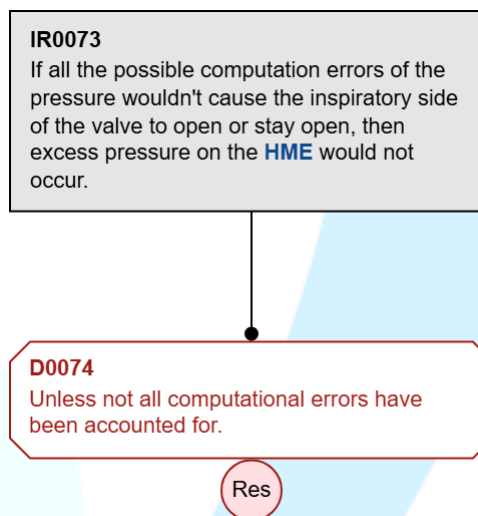 IR0073
If all the possible computation errors of the
pressure wouldn't cause the inspiratory side
of the valve to open or stay open, then
excess pressure on the HME would not
occur.
D0074
Unless not all computational errors have
been accounted for.
Res